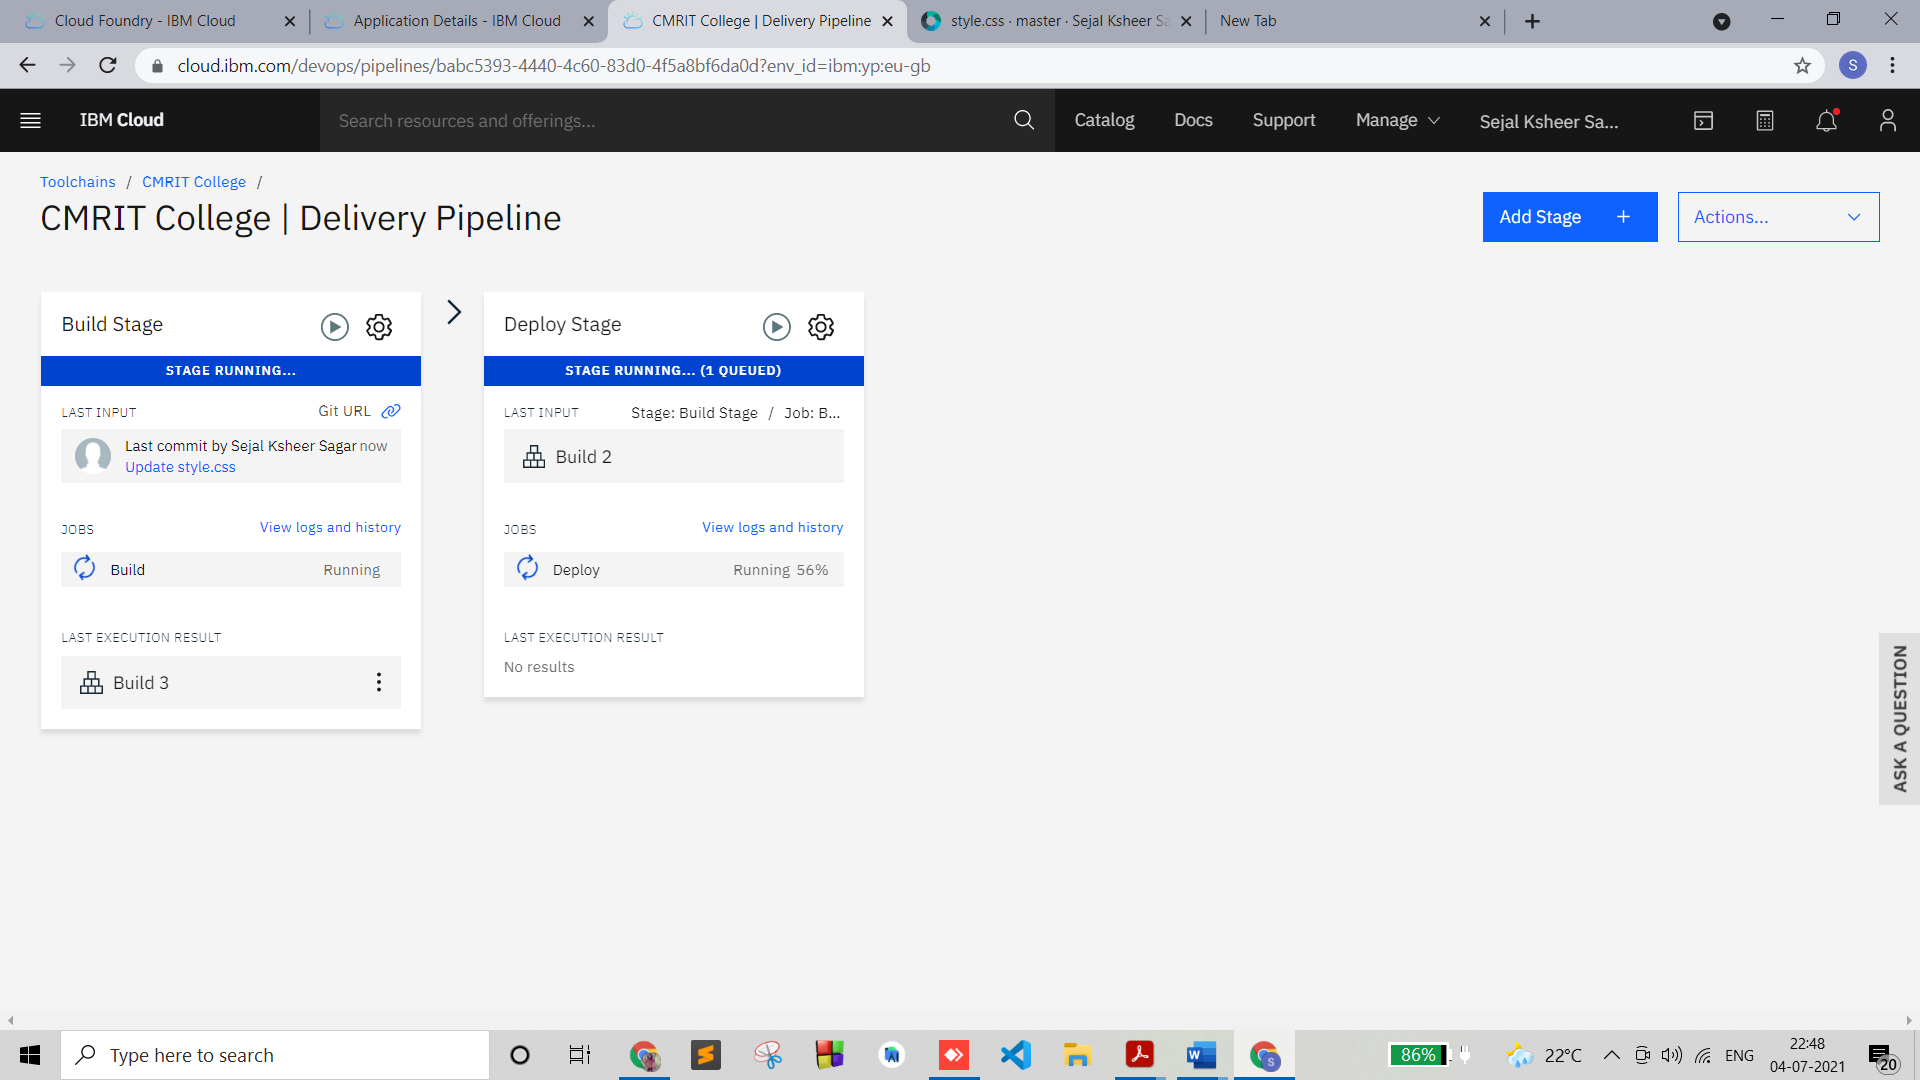 Cloud Foundry - IBM Cloud
Application Details - IBM Cloud
CMRIT College | Delivery Pipeline
style.css · master · Sejal Ksheer Sa
New Tab
cloud.ibm.com/devops/pipelines/babc5393-4440-4c60-83d0-4f5a8bf6da0d?env_id=ibm:yp:eu-gb
S
IBM Cloud
Search resources and offerings...
Catalog
Docs
Support
Manage
Sejal Ksheer Sa...
Toolchains / CMRIT College /
CMRIT College | Delivery Pipeline
Add Stage +
Actions...
Build Stage
STAGE RUNNING...
LAST INPUT
Git URL
Last commit by Sejal Ksheer Sagar now
Update style.css
JOBS
View logs and history
Build
Running
LAST EXECUTION RESULT
Build 3
Deploy Stage
STAGE RUNNING... (1 QUEUED)
LAST INPUT
Stage: Build Stage / Job: B...
Build 2
JOBS
View logs and history
Deploy
Running 56%
LAST EXECUTION RESULT
No results
ASK A QUESTION
Type here to search
86%
22°C
ENG
22:48
04-07-2021
20